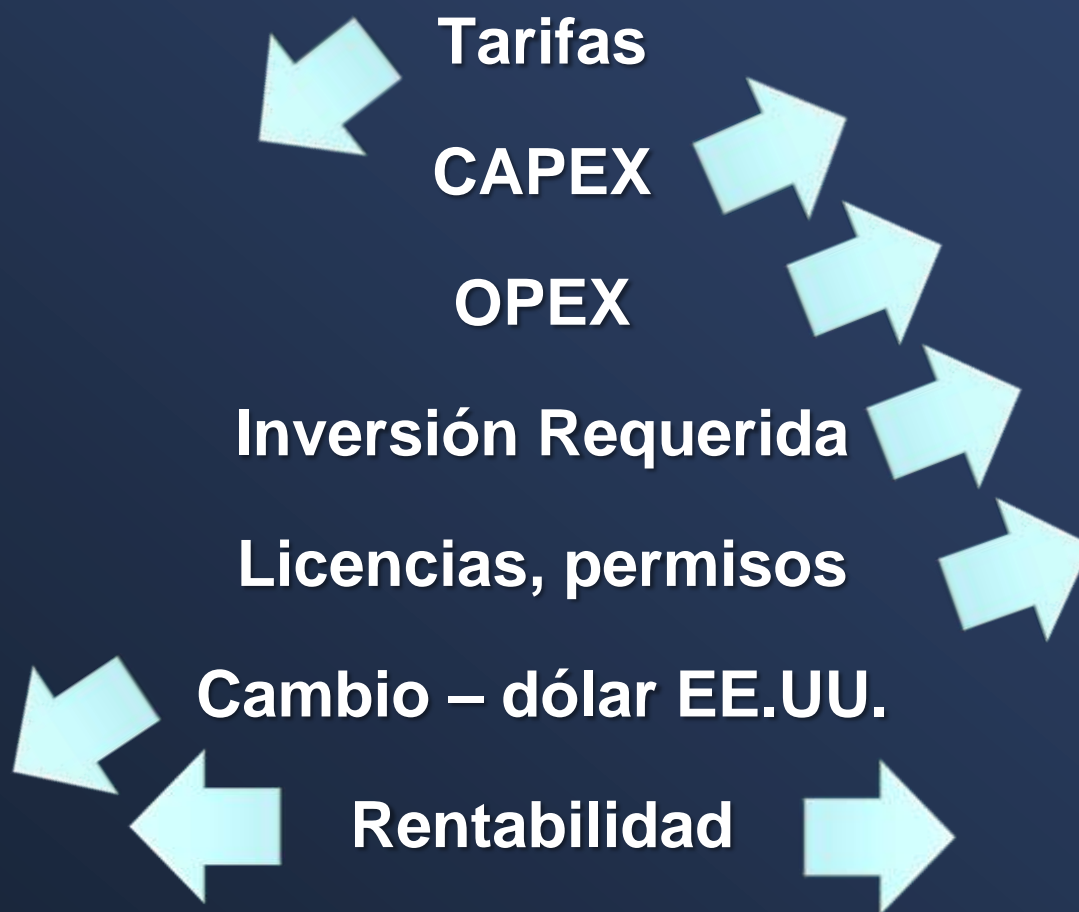 Tarifas
CAPEX
OPEX
Inversión Requerida
Licencias, permisos
Cambio – dólar EE.UU.
Rentabilidad